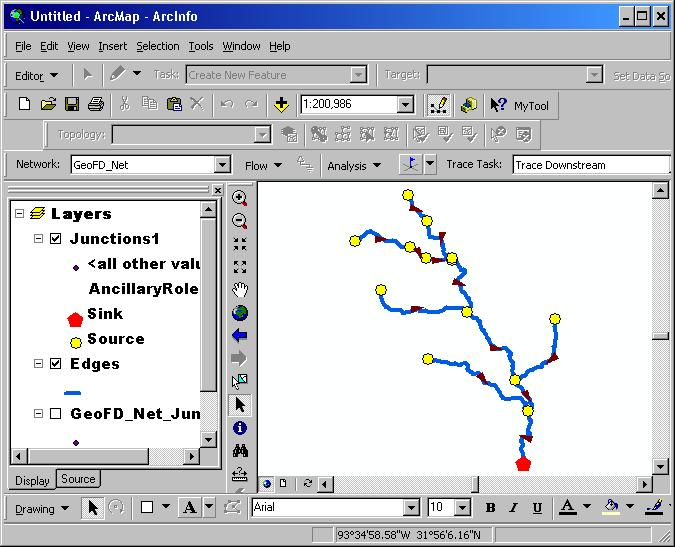 Untitled - ArcMap - ArcInfo
File Edit View Insert Selection Tools Window Help
Editor Task: Create New Feature Target: Set Data So
1:200,986 MyTool
Topology:
Network: GeoFD_Net Flow Analysis Trace Task: Trace Downstream
Layers
Junctions1
<all other valu
AncillaryRole
Sink
Source
Edges
GeoFD_Net_Jun
Display Source
Drawing A Arial 10 B I U A
93°34'58.58"W 31°56'6.16"N